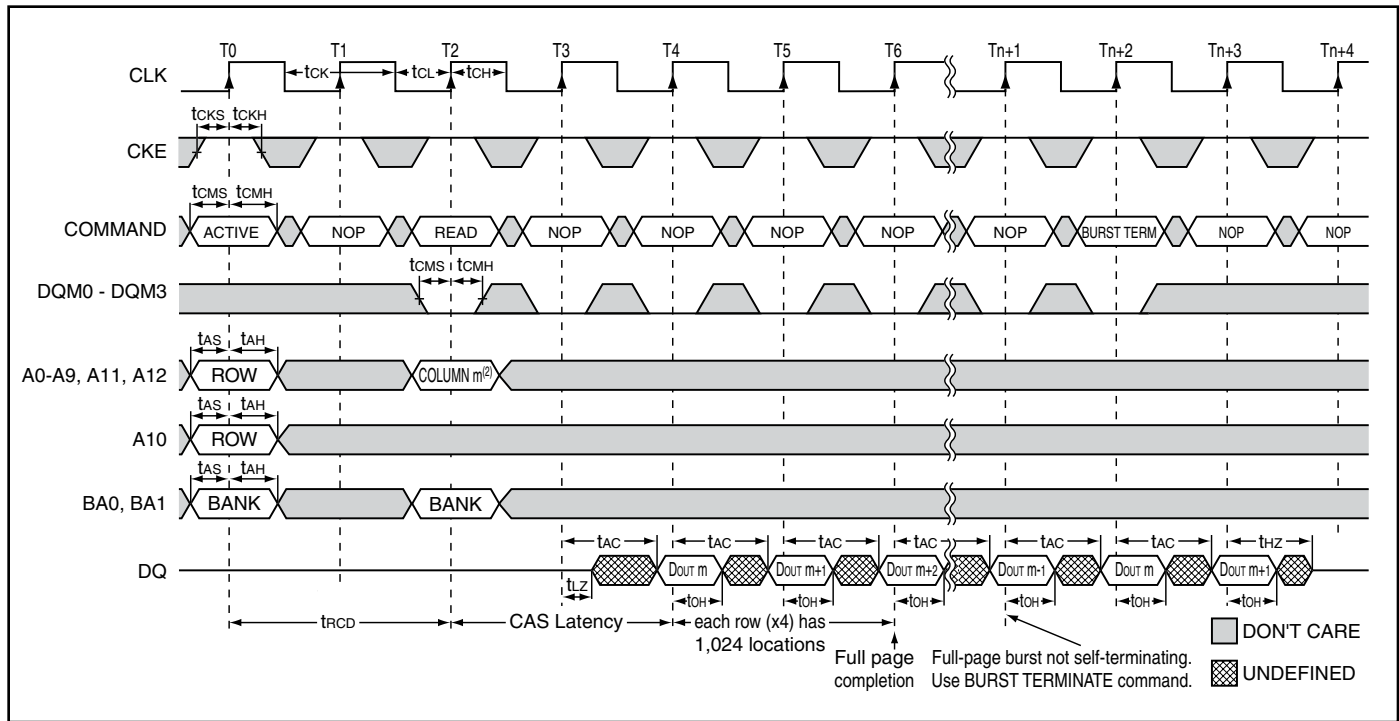 T0 T1 T2 T3 T4 T5 T6 Tn+1 Tn+2 Tn+3 Tn+4
CLK tCK tCL tCH
tCKS tCKH
CKE
tCMS tCMH
COMMAND ACTIVE NOP READ NOP NOP NOP NOP NOP BURST TERM NOP NOP
tCMS tCMH
DQM0 - DQM3
tAS tAH
A0-A9, A11, A12 ROW COLUMN m(2)
tAS tAH
A10 ROW
tAS tAH
BA0, BA1 BANK BANK
tAC tAC tAC tAC tAC tAC tHZ
DQ DOUT m DOUT m+1 DOUT m+2 DOUT m-1 DOUT m DOUT m+1
tLZ tOH tOH tOH tOH tOH tOH
tRCD CAS Latency each row (x4) has
1,024 locations
Full page
completion
Full-page burst not self-terminating.
Use BURST TERMINATE command.
DON'T CARE
UNDEFINED